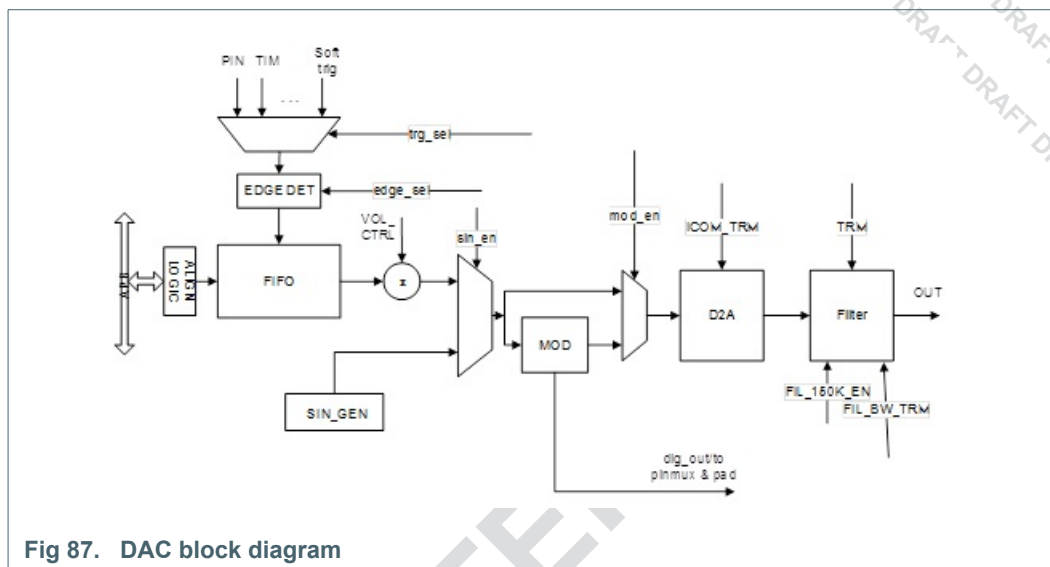 PIN TIM Soft trig
...
trg_sel
EDGE DET
edge_sel
VOL_
CTRL
sin_en
mod_en
ICOM_TRM
TRM
ALIGN
LOGIC
FIFO
x
MOD
D2A
Filter
OUT
SIN_GEN
FIL_150K_EN
FIL_BW_TRM
dig_out/to
pinmux & pad
Fig 87. DAC block diagram
DRAFT DRAFT D
DRAFT